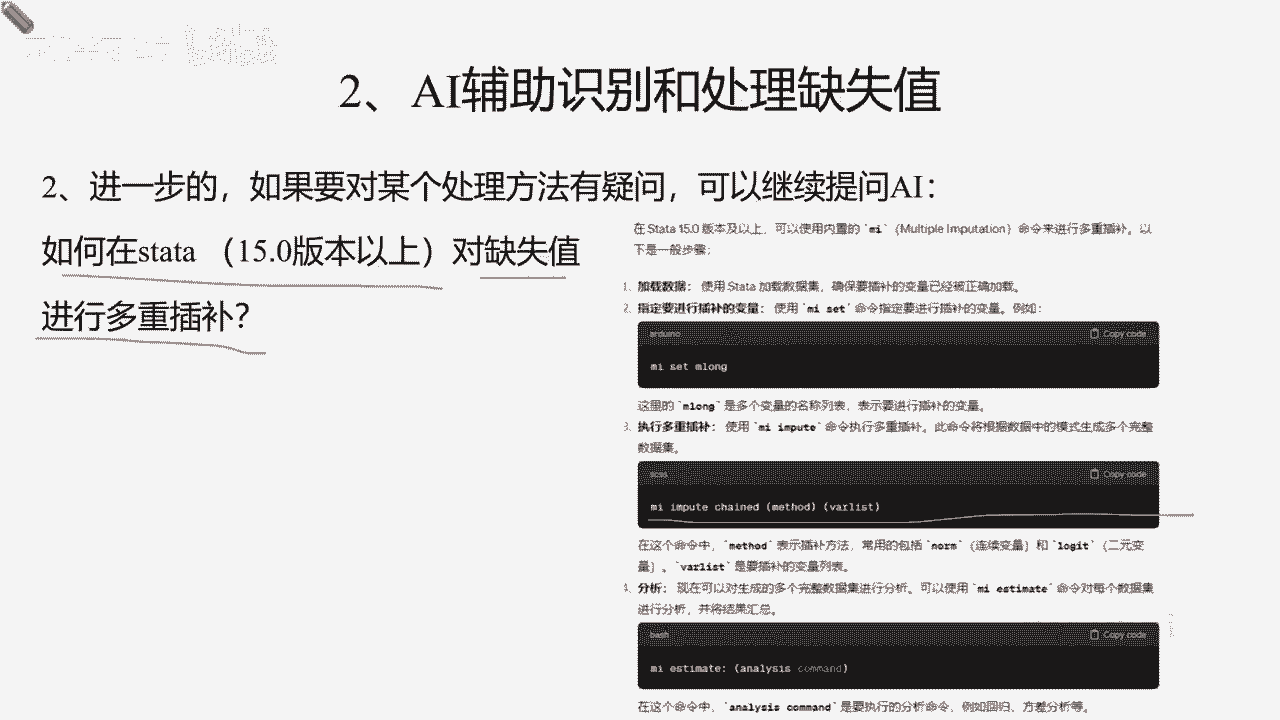 2、AI辅助识别和处理缺失值
2、进一步的，如果要对某个处理方法有疑问，可以继续提问AI：
如何在stata （15.0版本以上）对缺失值
进行多重插补？
在 Stata 15.0 版本及以上，可以使用内置的 `mi`（Multiple Imputation）命令来进行多重插补。以
下是一般步骤：
1. 加载数据： 使用 Stata 加载数据集，确保要插补的变量已经被正确加载。
2. 指定要进行插补的变量： 使用 `mi set` 命令指定要进行插补的变量。例如：
arduino Copy code
mi set mlong
这里的 `mlong` 是多个变量的名称列表，表示要进行插补的变量。
3. 执行多重插补： 使用 `mi impute` 命令执行多重插补。此命令将根据数据中的模式生成多个完整
数据集。
scss Copy code
mi impute chained (method) (varlist)
在这个命令中，`method` 表示插补方法，常用的包括 `norm`（连续变量）和 `logit`（二元变
量）。`varlist` 是要插补的变量列表。
4. 分析： 现在可以对生成的多个完整数据集进行分析。可以使用 `mi estimate` 命令对每个数据集
进行分析，并将结果汇总。
bash Copy code
mi estimate: (analysis command)
在这个命令中，`analysis command` 是要执行的分析命令，例如回归、方差分析等。